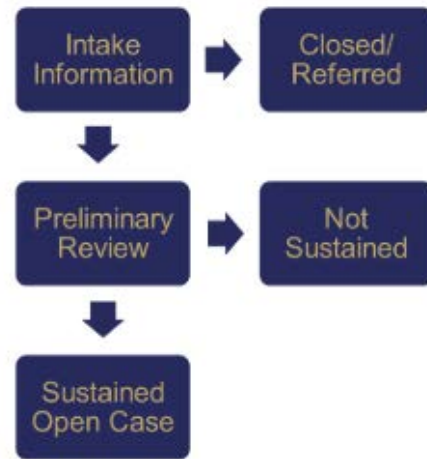 Intake
Information
Closed/
Referred
Preliminary
Review
Not
Sustained
Sustained
Open Case